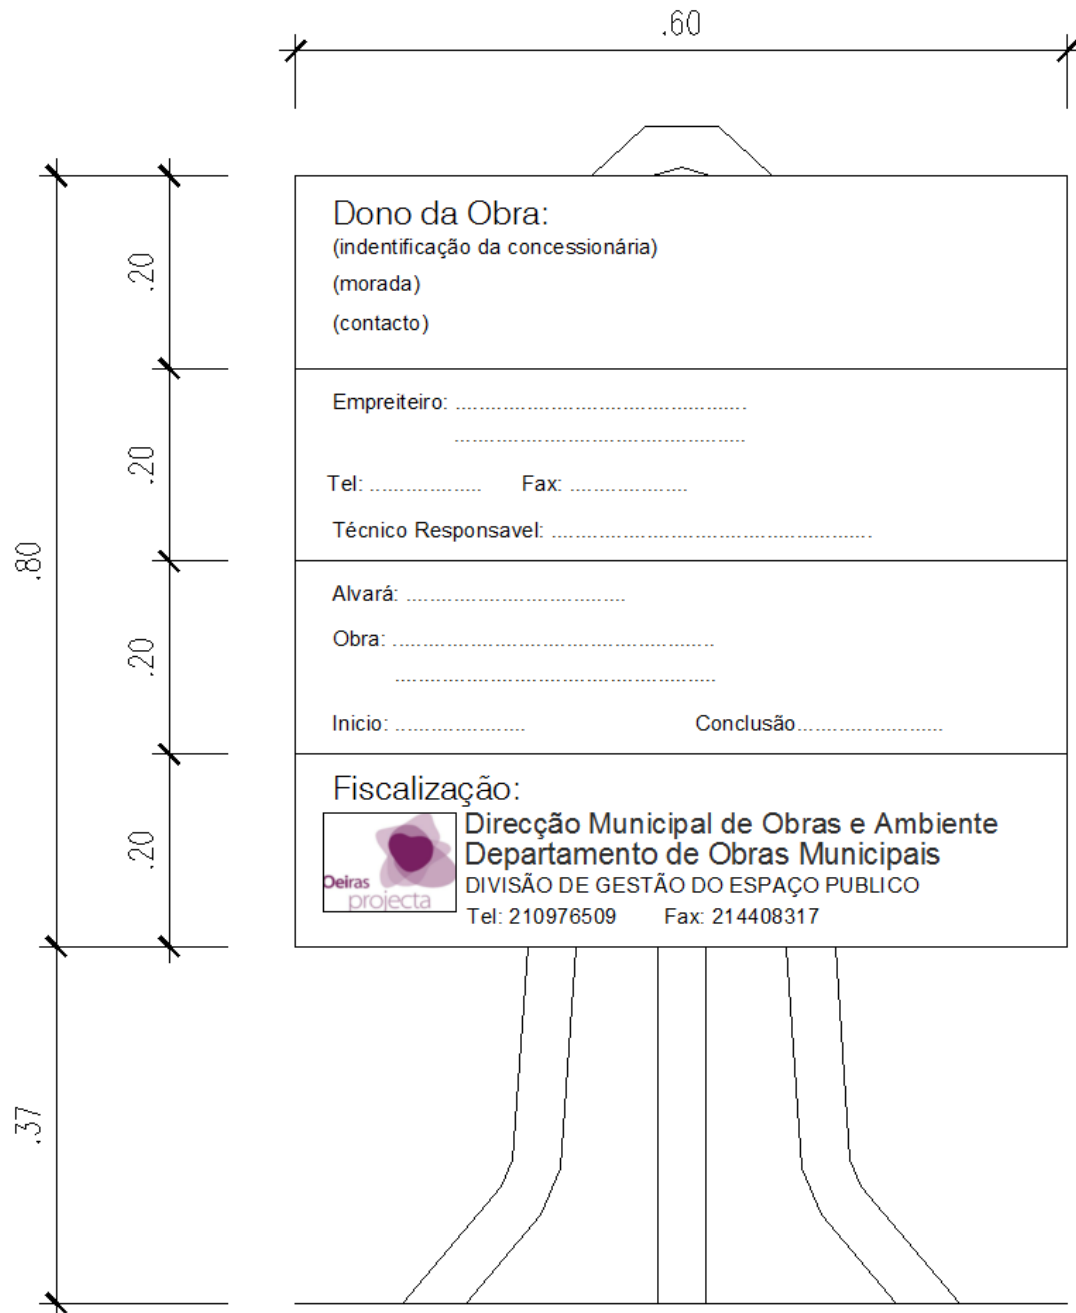 .60
Dono da Obra:
(indentificação da concessionária)
(morada)
(contacto)
.20
Empreiteiro: ................................................
................................................
Tel: ................... Fax: ....................
Técnico Responsavel: .....................................................
.20
.80
Alvará: .....................................
Obra: ......................................................
......................................................
Inicio: ...................... Conclusão.........................
.20
Fiscalização:
Oeiras
projecta
Direcção Municipal de Obras e Ambiente
Departamento de Obras Municipais
DIVISÃO DE GESTÃO DO ESPAÇO PUBLICO
Tel: 210976509 Fax: 214408317
.20
.37